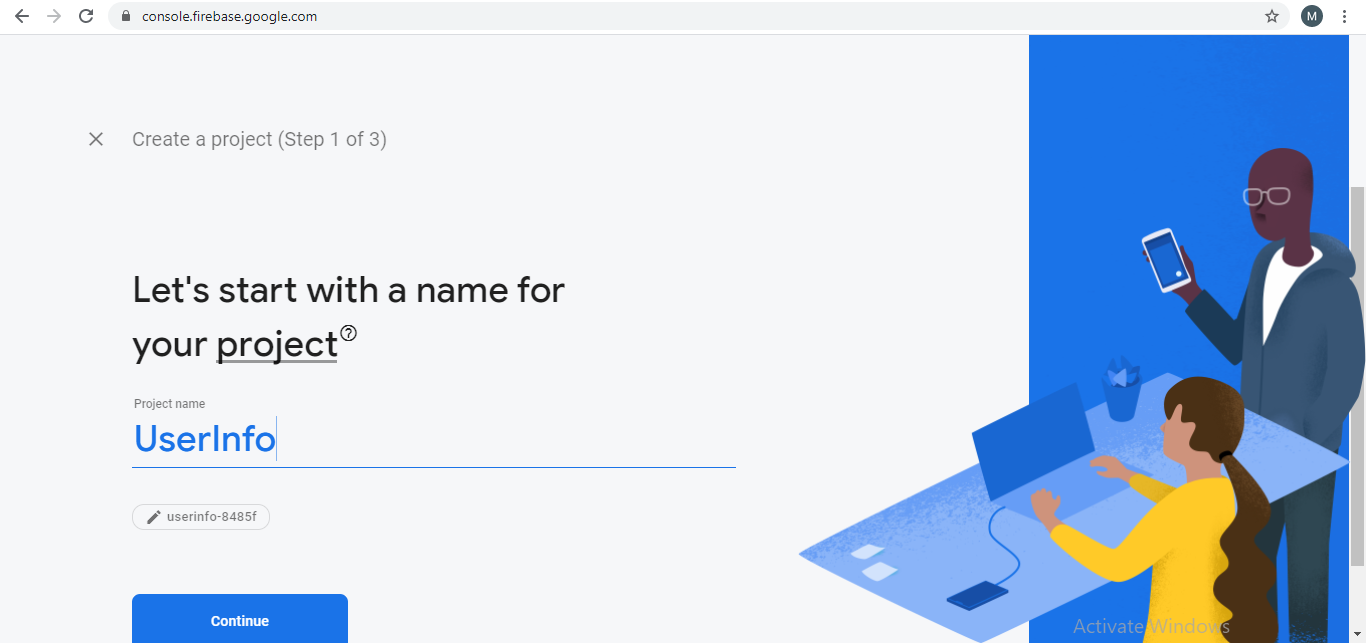 console.firebase.google.com
M
Create a project (Step 1 of 3)
Let's start with a name for
your project
Project name
UserInfo
userinfo-8485f
Continue
Activate Windows